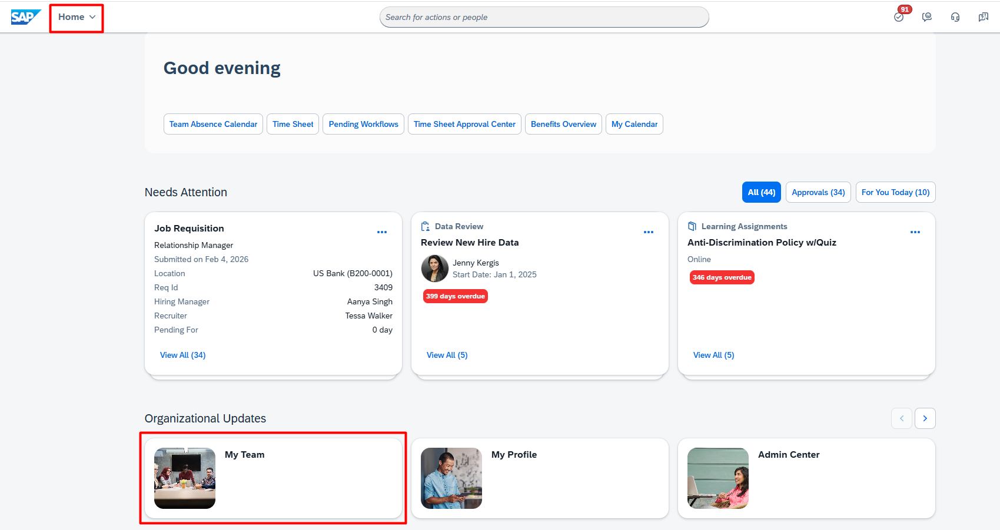 SAP Home
Search for actions or people
91
Good evening
Team Absence Calendar Time Sheet Pending Workflows Time Sheet Approval Center Benefits Overview My Calendar
Needs Attention
All (44) Approvals (34) For You Today (10)
Job Requisition
Relationship Manager
Submitted on Feb 4, 2026
Location US Bank (B200-0001)
Req Id 3409
Hiring Manager Aanya Singh
Recruiter Tessa Walker
Pending For 0 day
View All (34)
Data Review
Review New Hire Data
Jenny Kergis
Start Date: Jan 1, 2025
399 days overdue
View All (5)
Learning Assignments
Anti-Discrimination Policy w/Quiz
Online
346 days overdue
View All (5)
Organizational Updates
My Team
My Profile
Admin Center